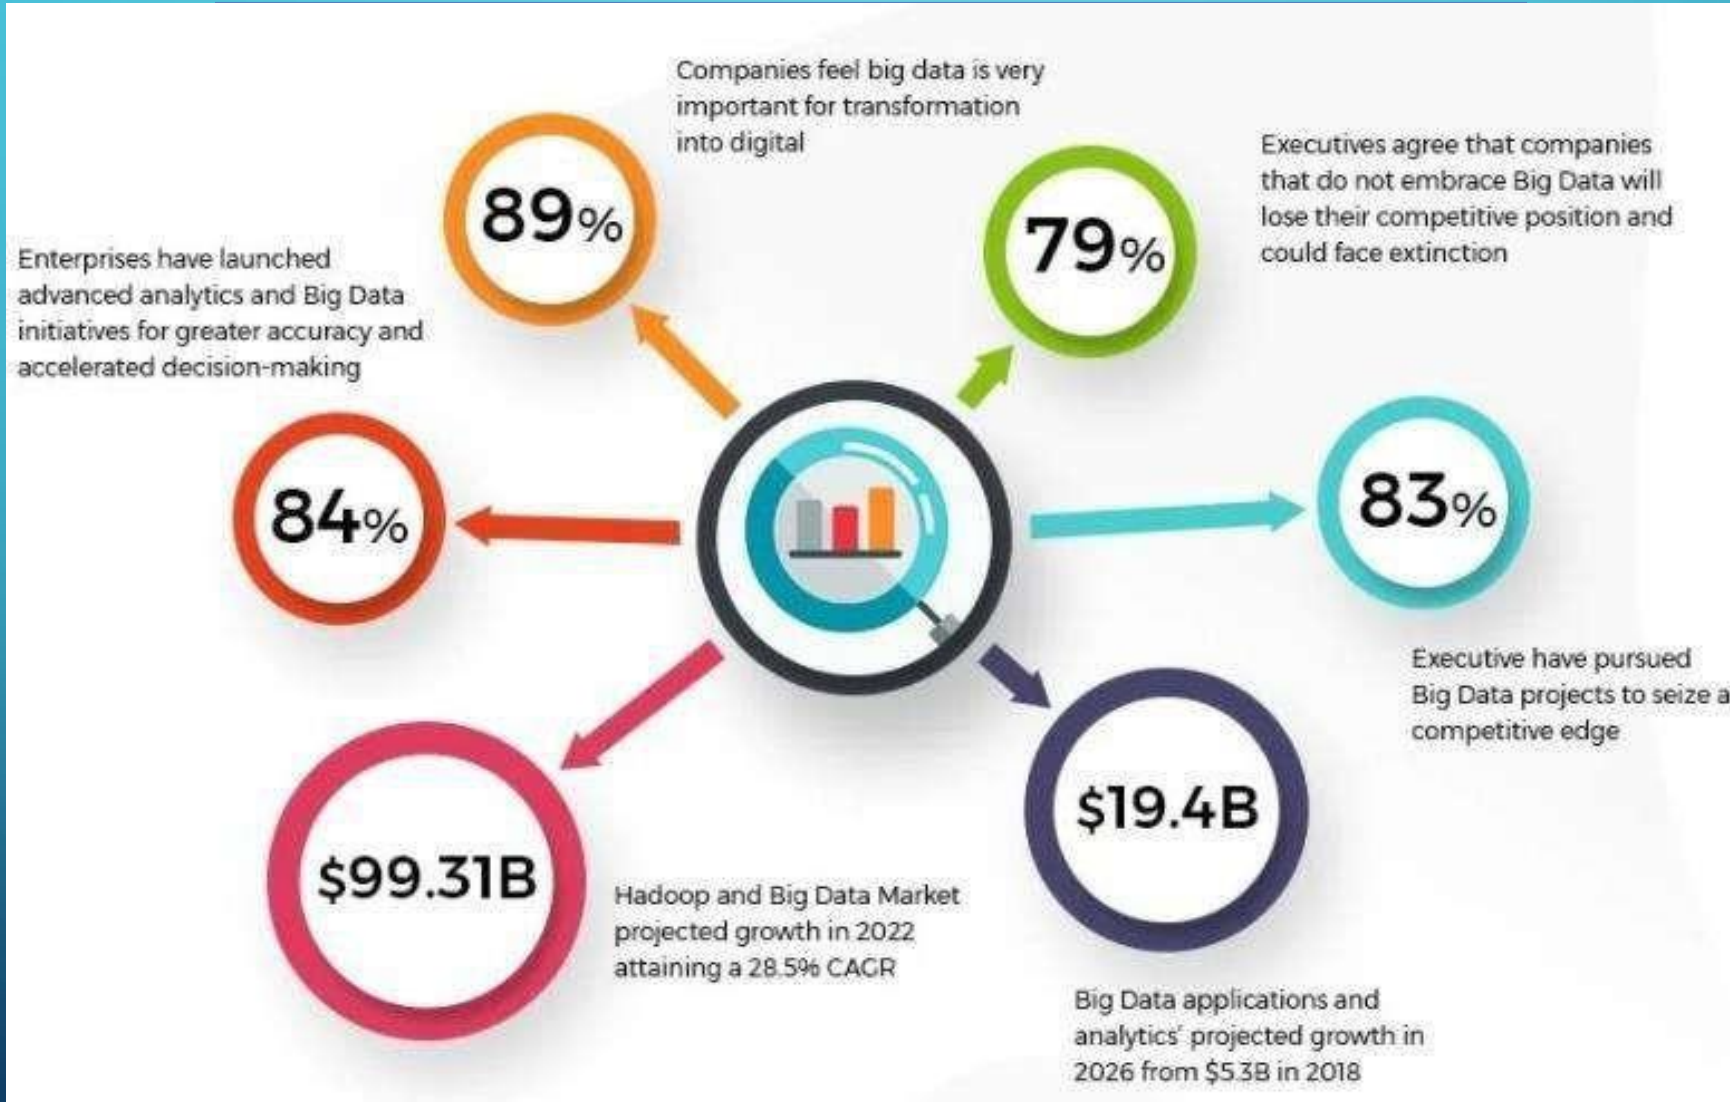 Companies feel big data is very
important for transformation
into digital
89%
79%
Executives agree that companies
that do not embrace Big Data will
lose their competitive position and
could face extinction
Enterprises have launched
advanced analytics and Big Data
initiatives for greater accuracy and
accelerated decision-making
84%
83%
Executive have pursued
Big Data projects to seize a
competitive edge
$99.31B
Hadoop and Big Data Market
projected growth in 2022
attaining a 28.5% CAGR
$19.4B
Big Data applications and
analytics' projected growth in
2026 from $5.3B in 2018